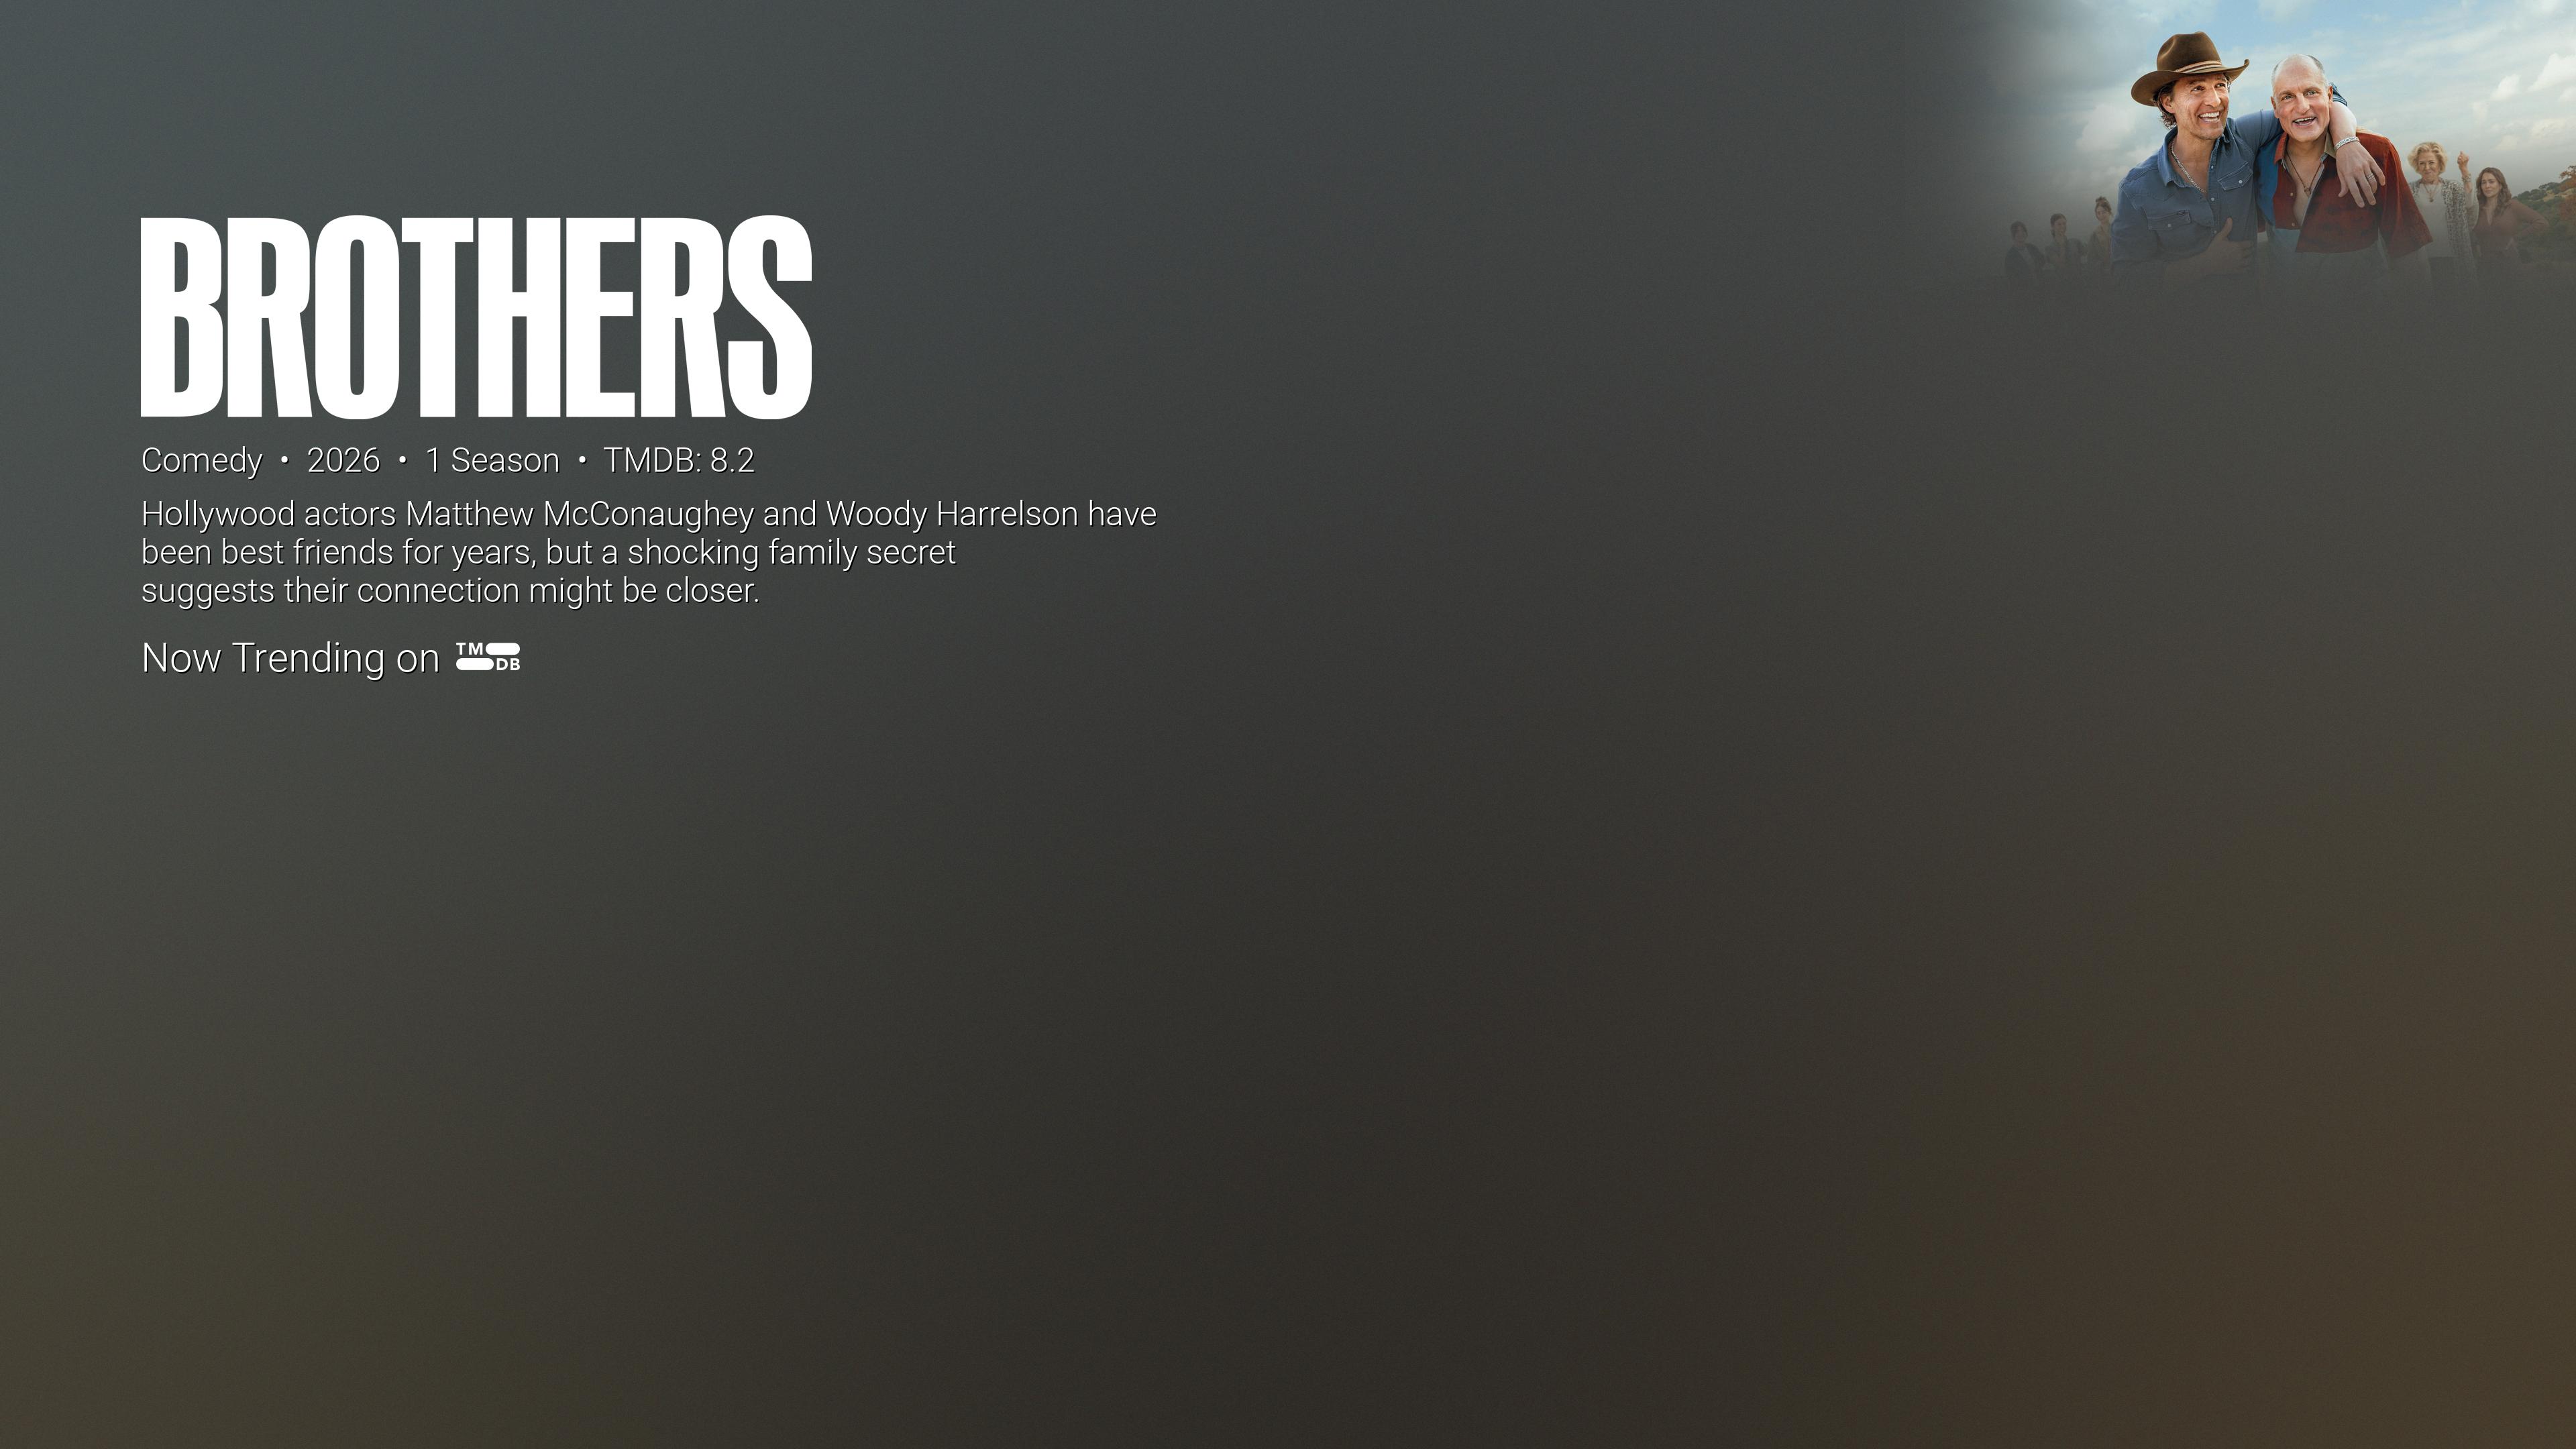 BROTHERS
Comedy • 2026 • 1 Season • TMDB: 8.2
Hollywood actors Matthew McConaughey and Woody Harrelson have
been best friends for years, but a shocking family secret
suggests their connection might be closer.
Now Trending on TMDB